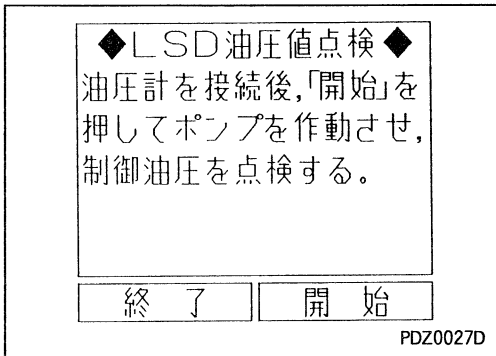 ◆LSD油圧値点検◆
油圧計を接続後,「開始」を
押してポンプを作動させ,
制御油圧を点検する。
終 了 開 始
PDZ0027D